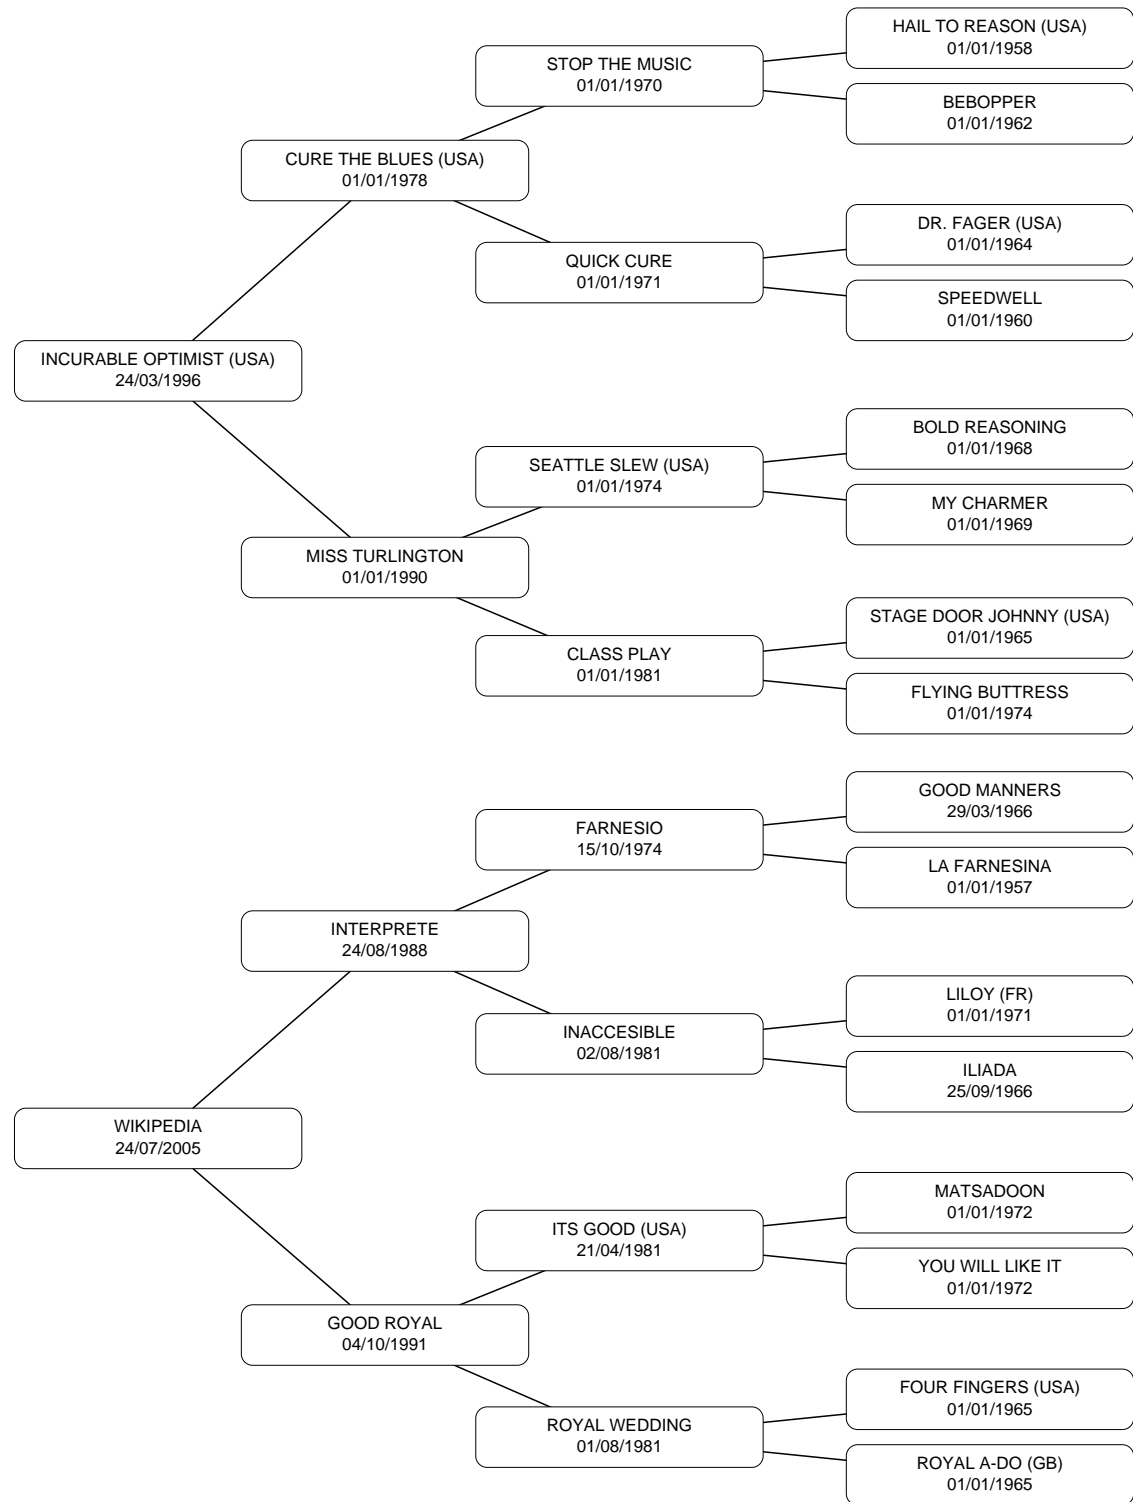 HAIL TO REASON (USA)
01/01/1958
STOP THE MUSIC
01/01/1970
BEBOPPER
01/01/1962
CURE THE BLUES (USA)
01/01/1978
DR. FAGER (USA)
01/01/1964
QUICK CURE
01/01/1971
SPEEDWELL
01/01/1960
INCURABLE OPTIMIST (USA)
24/03/1996
BOLD REASONING
01/01/1968
SEATTLE SLEW (USA)
01/01/1974
MY CHARMER
01/01/1969
MISS TURLINGTON
01/01/1990
STAGE DOOR JOHNNY (USA)
01/01/1965
CLASS PLAY
01/01/1981
FLYING BUTTRESS
01/01/1974
GOOD MANNERS
29/03/1966
FARNESIO
15/10/1974
LA FARNESINA
01/01/1957
INTERPRETE
24/08/1988
LILOY (FR)
01/01/1971
INACCESIBLE
02/08/1981
ILIADA
25/09/1966
WIKIPEDIA
24/07/2005
MATSADOON
01/01/1972
ITS GOOD (USA)
21/04/1981
YOU WILL LIKE IT
01/01/1972
GOOD ROYAL
04/10/1991
FOUR FINGERS (USA)
01/01/1965
ROYAL WEDDING
01/08/1981
ROYAL A-DO (GB)
01/01/1965